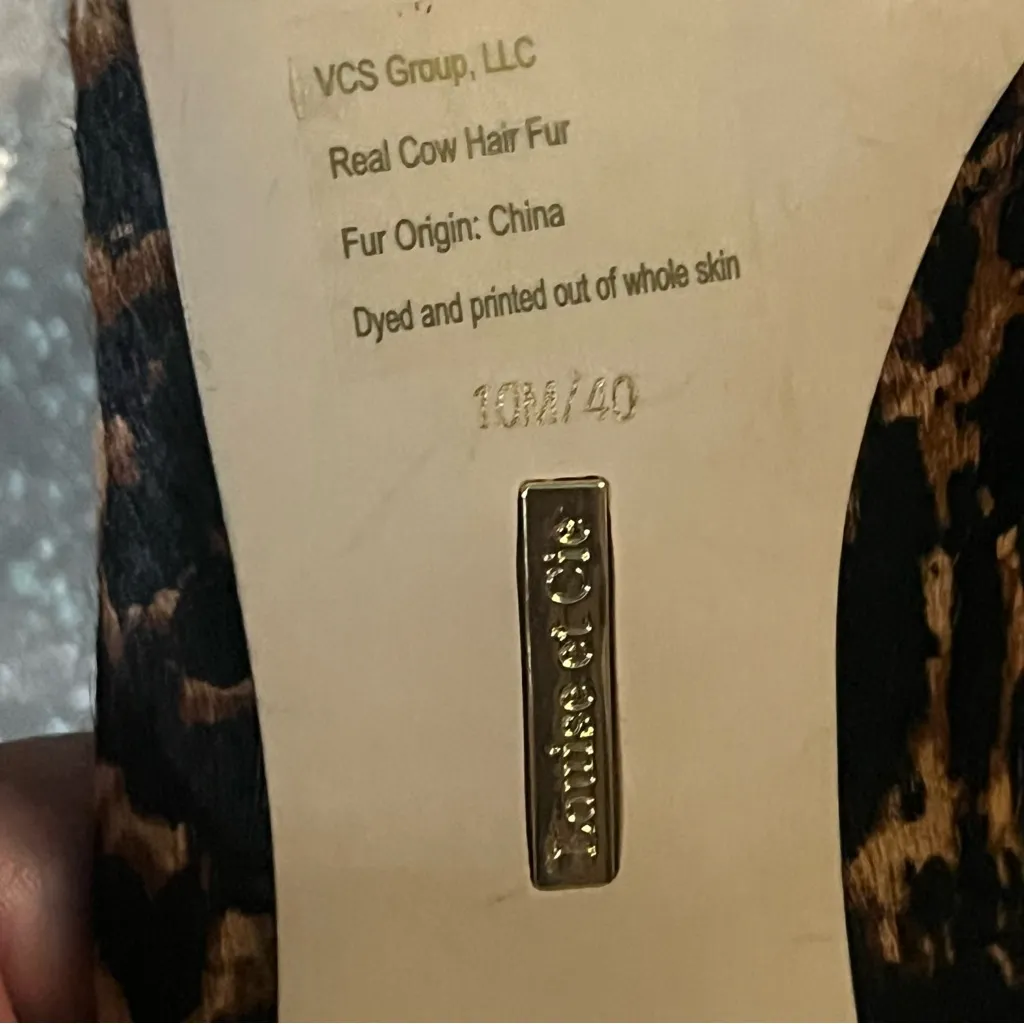 VCS Group, LLC
Real Cow Hair Fur
Fur Origin: China
Dyed and printed out of whole skin
10M/40
Louise et Cie